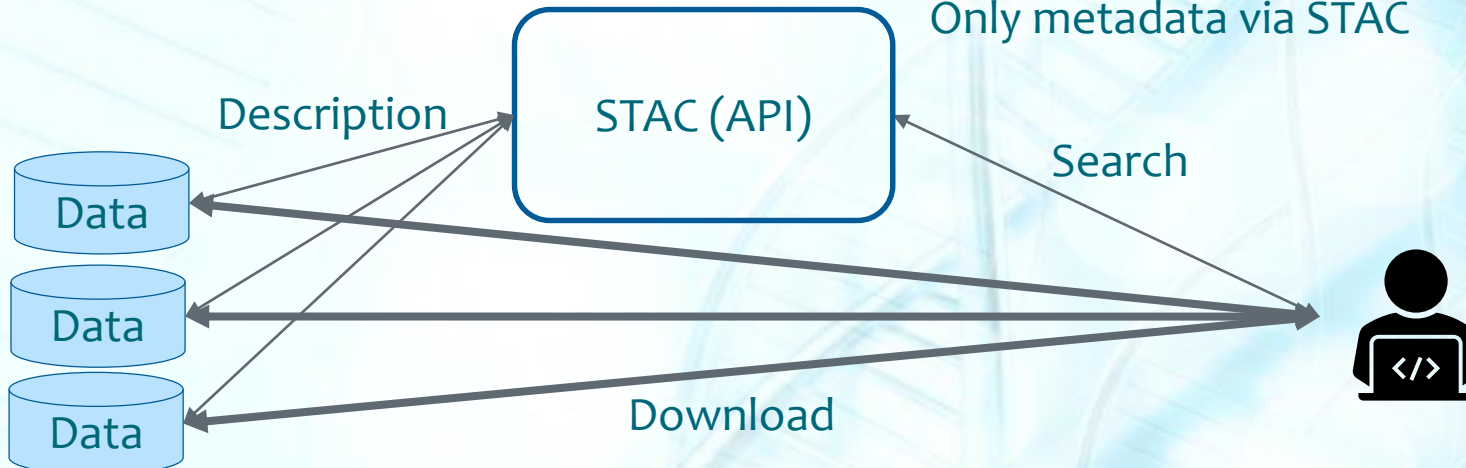 Only metadata via STAC
Description
STAC (API)
Search
Data
Data
Data
Download
</>